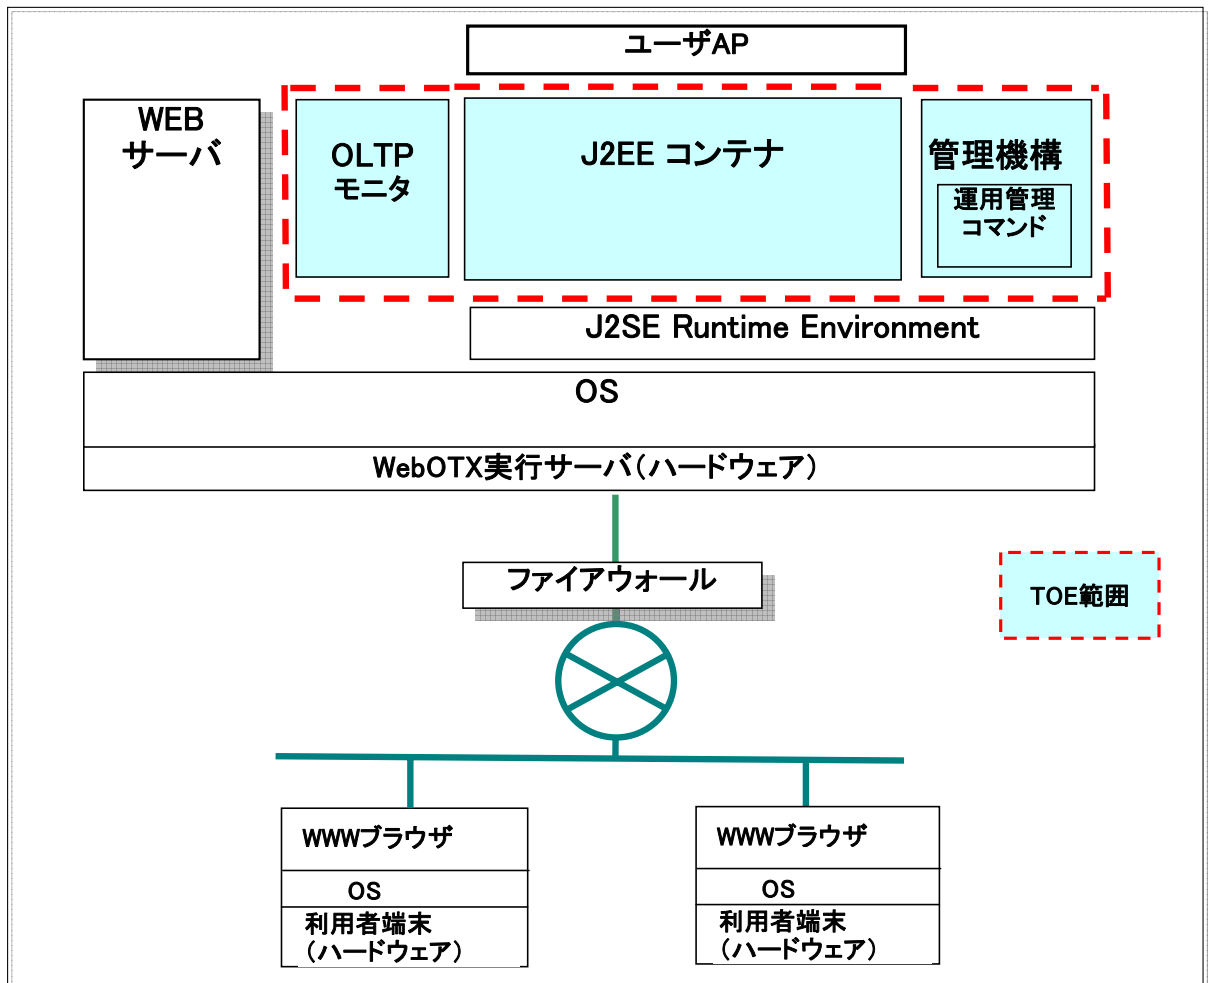 ユーザAP
WEB
サーバ
OLTP
モニタ
J2EE コンテナ
管理機構
運用管理
コマンド
J2SE Runtime Environment
OS
WebOTX実行サーバ(ハードウェア)
ファイアウォール
TOE範囲
WWWブラウザ
OS
利用者端末
(ハードウェア)
WWWブラウザ
OS
利用者端末
(ハードウェア)